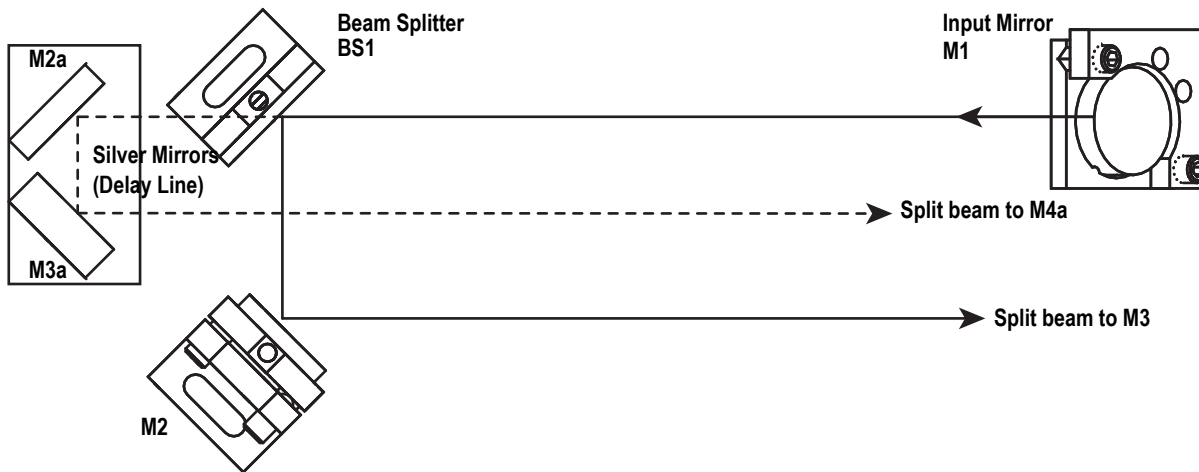 Beam Splitter
BS1
Input Mirror
M1
M2a
Silver Mirrors
(Delay Line)
Split beam to M4a
M3a
Split beam to M3
M2